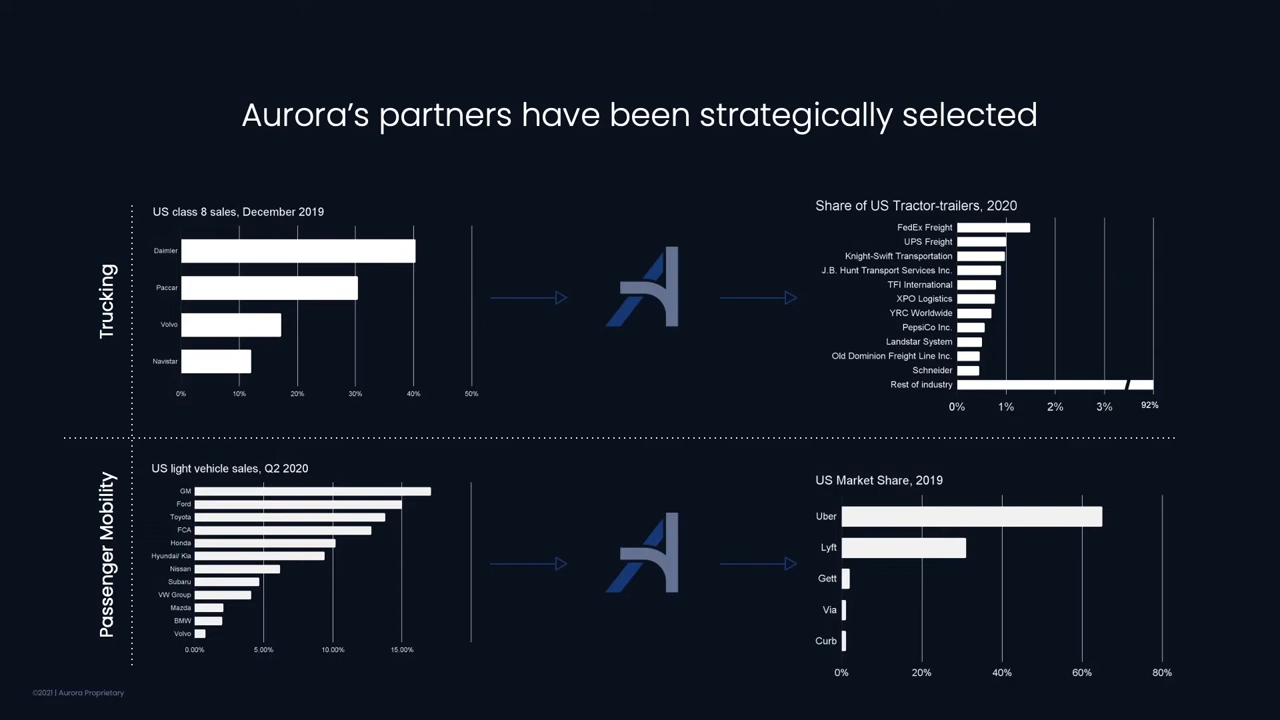 Aurora's partners have been strategically selected
Trucking
US class 8 sales, December 2019
Daimler
Paccar
Volvo
Navistar
0% 10% 20% 30% 40% 50%
Share of US Tractor-trailers, 2020
FedEx Freight
UPS Freight
Knight-Swift Transportation
J.B. Hunt Transport Services Inc.
TFI International
XPO Logistics
YRC Worldwide
PepsiCo Inc.
Landstar System
Old Dominion Freight Line Inc.
Schneider
Rest of industry
0% 1% 2% 3% 92%
Passenger Mobility
US light vehicle sales, Q2 2020
GM
Ford
Toyota
FCA
Honda
Hyundai/ Kia
Nissan
Subaru
VW Group
Mazda
BMW
Volvo
0.00% 5.00% 10.00% 15.00%
US Market Share, 2019
Uber
Lyft
Gett
Via
Curb
0% 20% 40% 60% 80%
©2021 | Aurora Proprietary